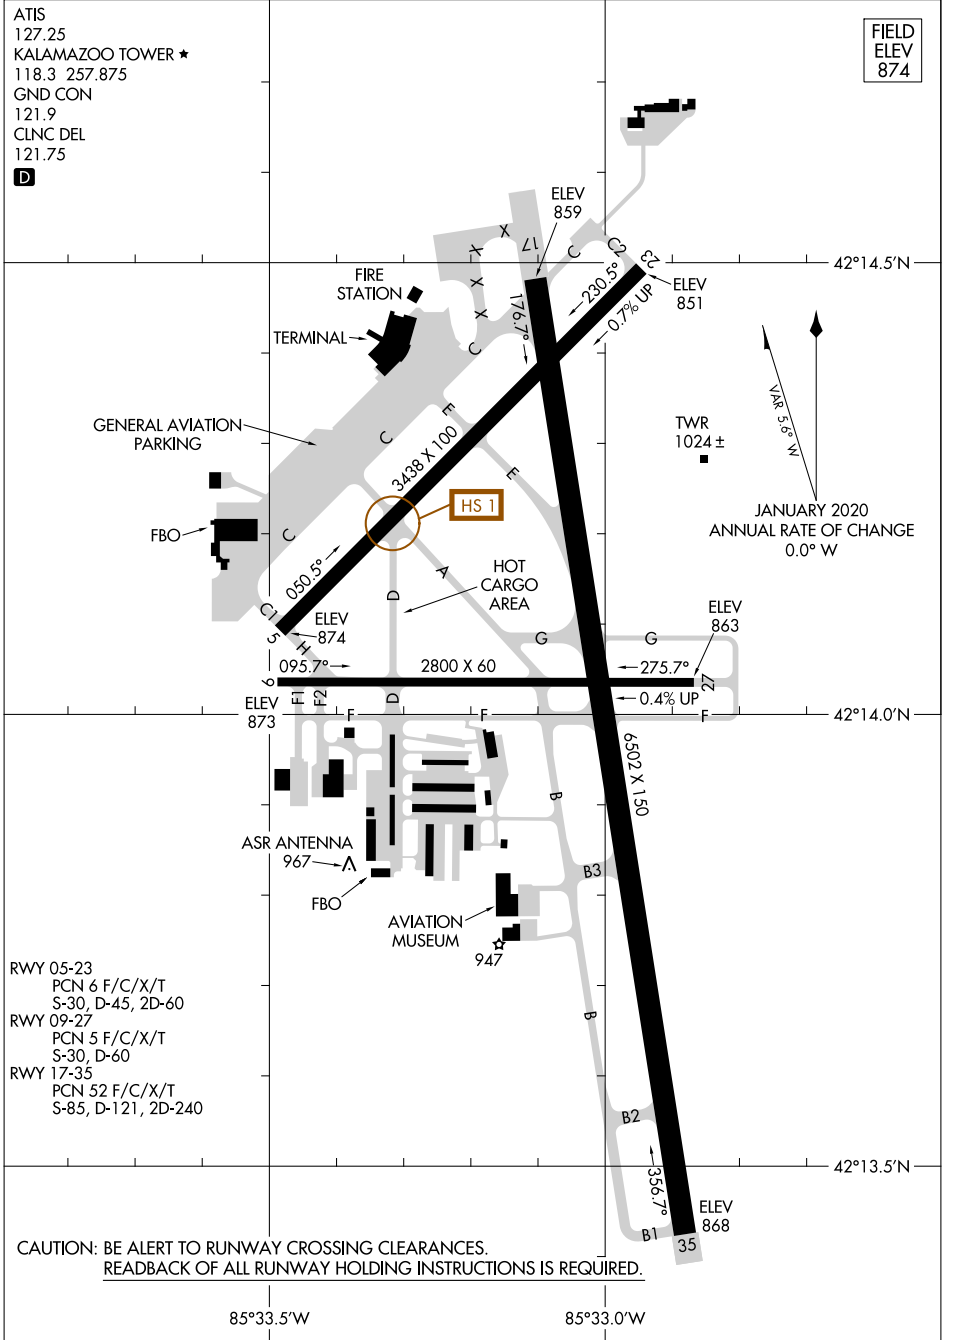 ATIS
127.25
KALAMAZOO TOWER ★
118.3 257.875
GND CON
121.9
CLNC DEL
121.75
D
FIELD
ELEV
874
ELEV
859
X
17
C
C2
23
X
42°14.5'N
FIRE
STATION
X
230.5°
ELEV
851
176.7°
0.7% UP
X
TERMINAL
C
VAR 5.6° W
E
GENERAL AVIATION
PARKING
C
3438 X 100
TWR
1024 ±
E
HS 1
JANUARY 2020
ANNUAL RATE OF CHANGE
0.0° W
FBO
C
050.5°
A
HOT
CARGO
AREA
D
C1
5
ELEV
874
ELEV
863
H
G
G
6
095.7°
2800 X 60
275.7°
27
F1
F2
D
0.4% UP
ELEV
873
F
F
F
42°14.0'N
6502 X 150
B
ASR ANTENNA
967
B3
FBO
AVIATION
MUSEUM
947
RWY 05-23
PCN 6 F/C/X/T
S-30, D-45, 2D-60
RWY 09-27
PCN 5 F/C/X/T
S-30, D-60
RWY 17-35
PCN 52 F/C/X/T
S-85, D-121, 2D-240
B
B2
42°13.5'N
356.7°
ELEV
868
B1
35
CAUTION: BE ALERT TO RUNWAY CROSSING CLEARANCES.
READBACK OF ALL RUNWAY HOLDING INSTRUCTIONS IS REQUIRED.
85°33.5'W
85°33.0'W